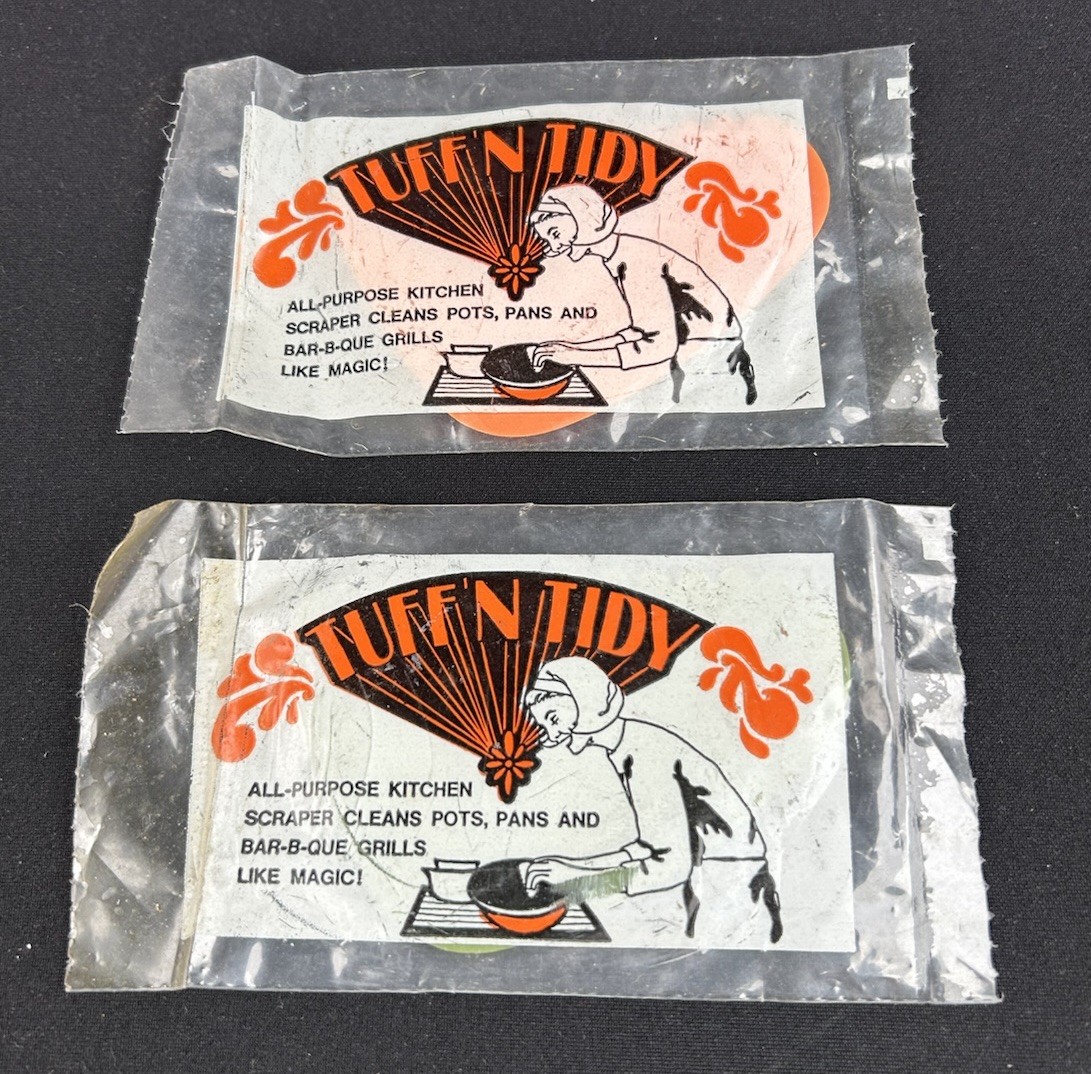 TUFF'N TIDY
ALL-PURPOSE KITCHEN
SCRAPER CLEANS POTS, PANS AND
BAR-B-QUE GRILLS
LIKE MAGIC!
TUFF'N TIDY
ALL-PURPOSE KITCHEN
SCRAPER CLEANS POTS, PANS AND
BAR-B-QUE GRILLS
LIKE MAGIC!